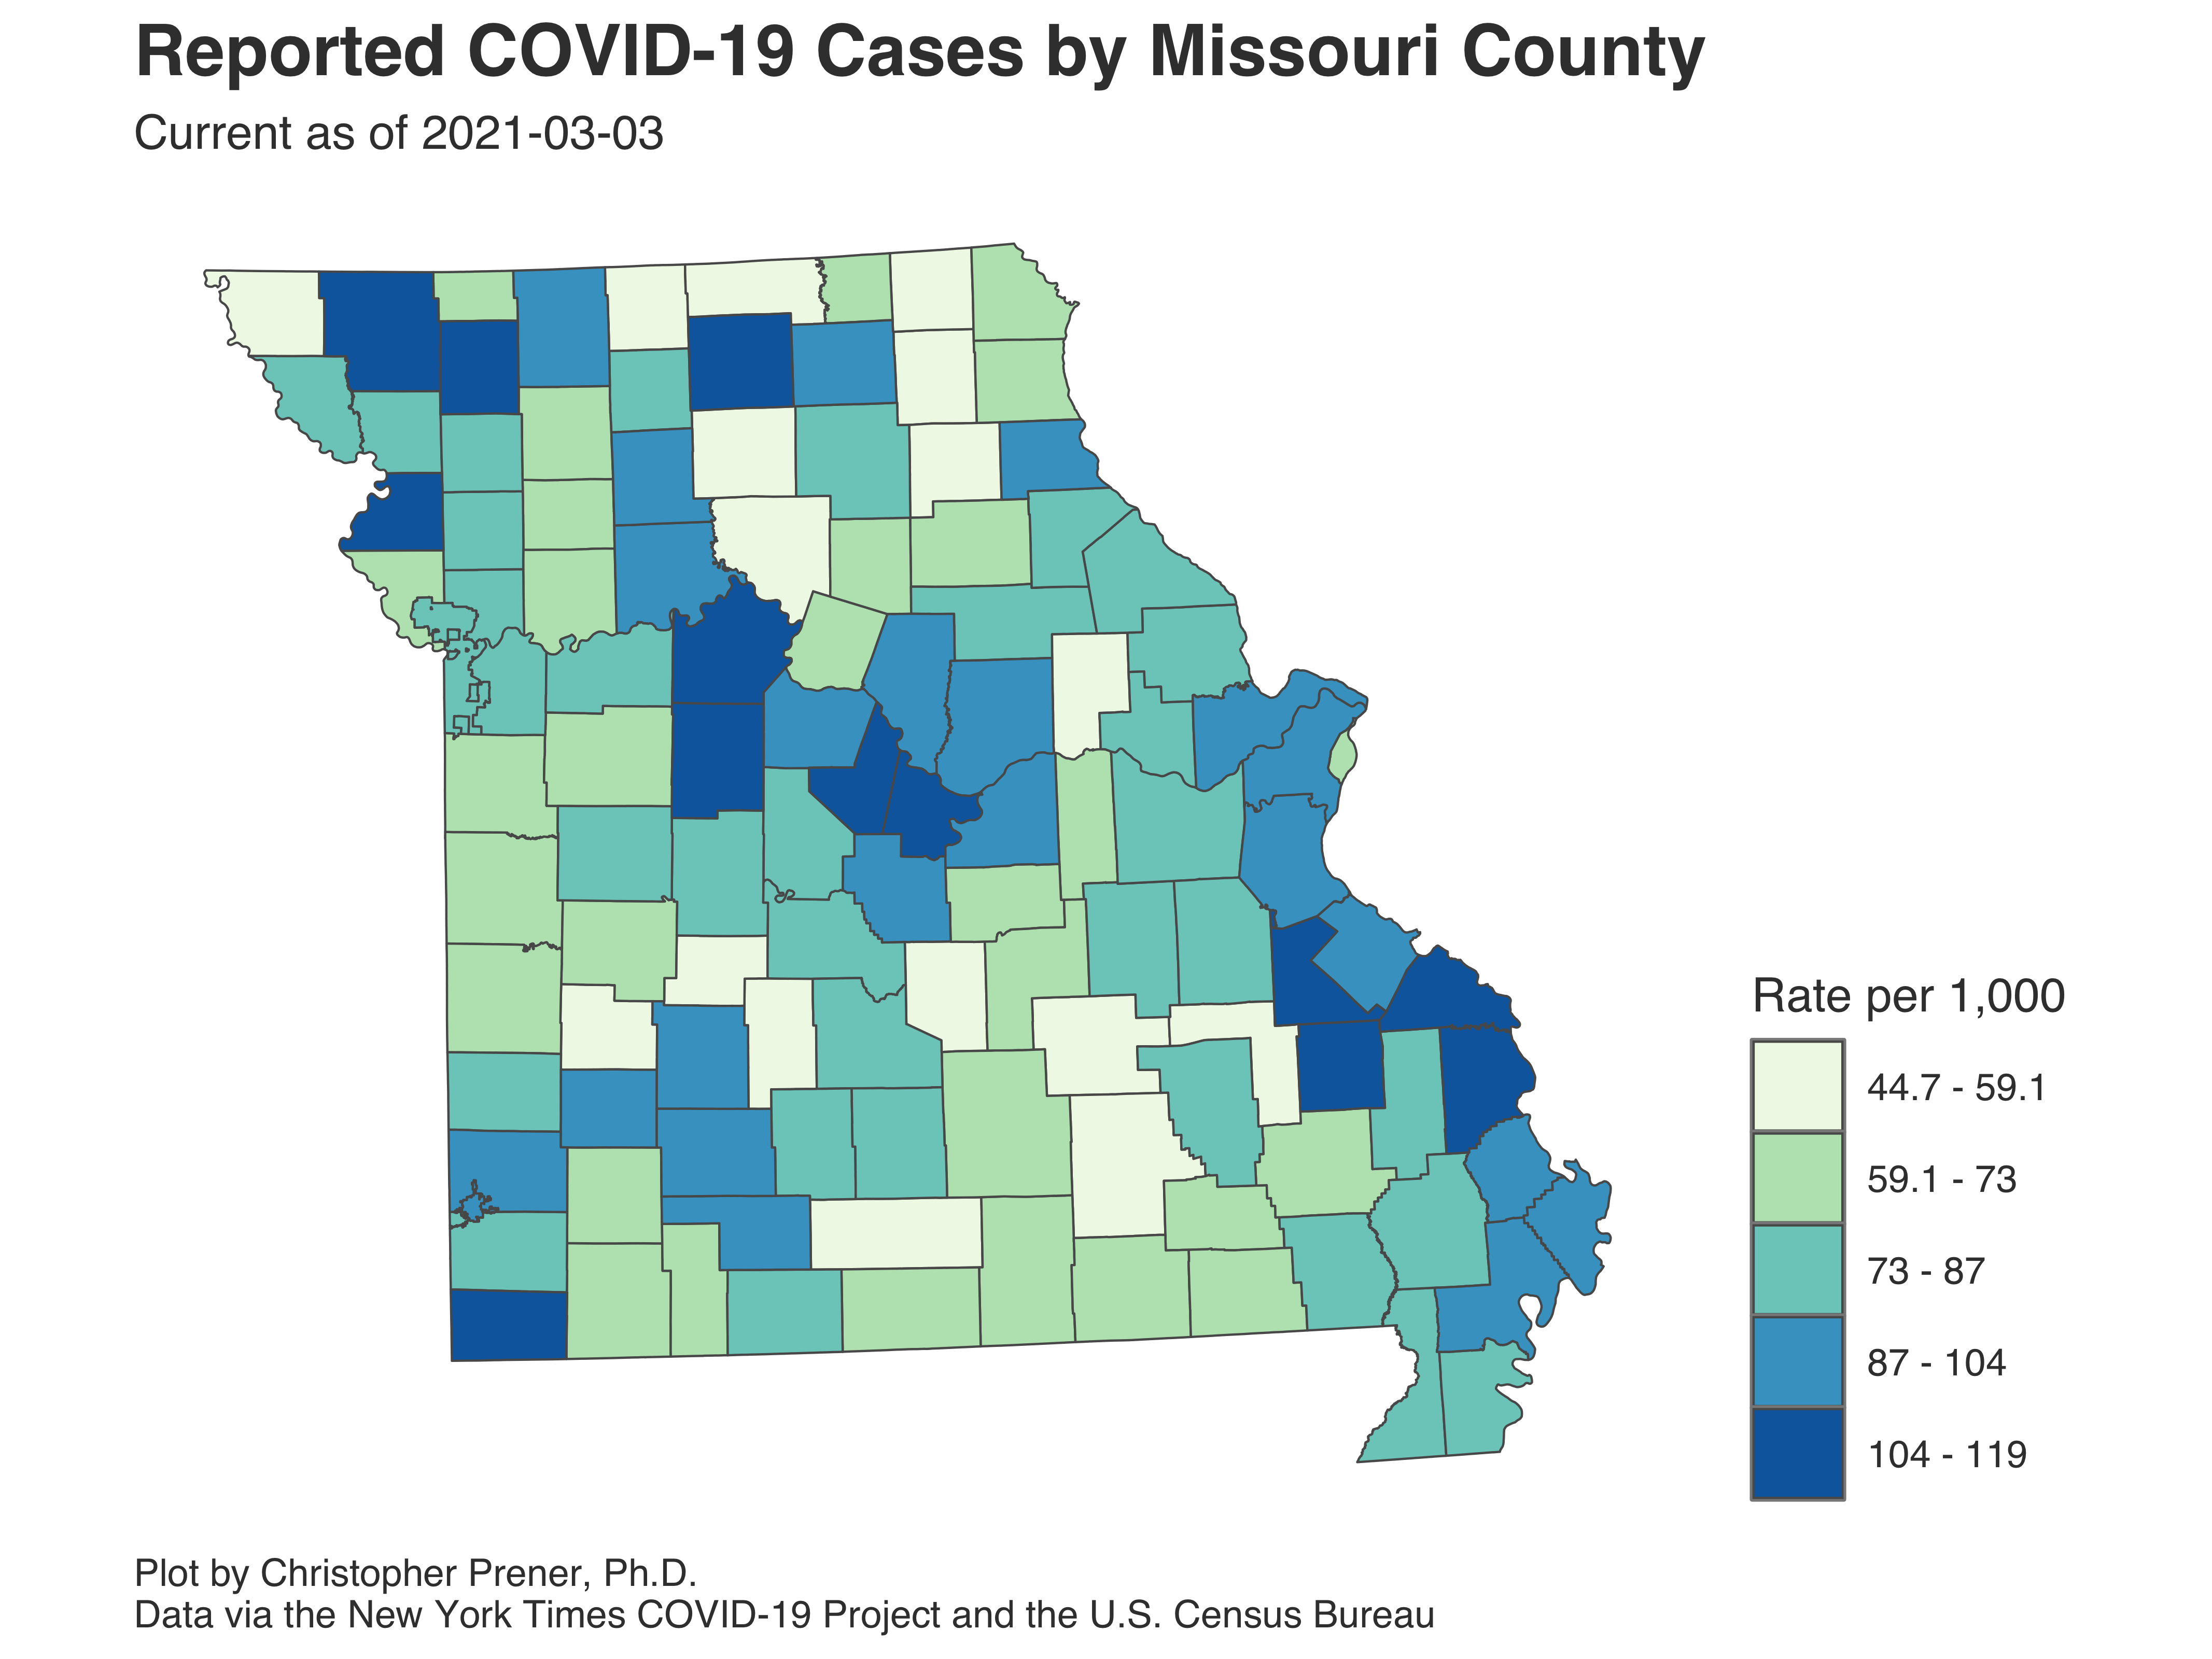 Reported COVID-19 Cases by Missouri County
Current as of 2021-03-03
Rate per 1,000
44.7 - 59.1
59.1 - 73
73 - 87
87 - 104
104 - 119
Plot by Christopher Prener, Ph.D.
Data via the New York Times COVID-19 Project and the U.S. Census Bureau